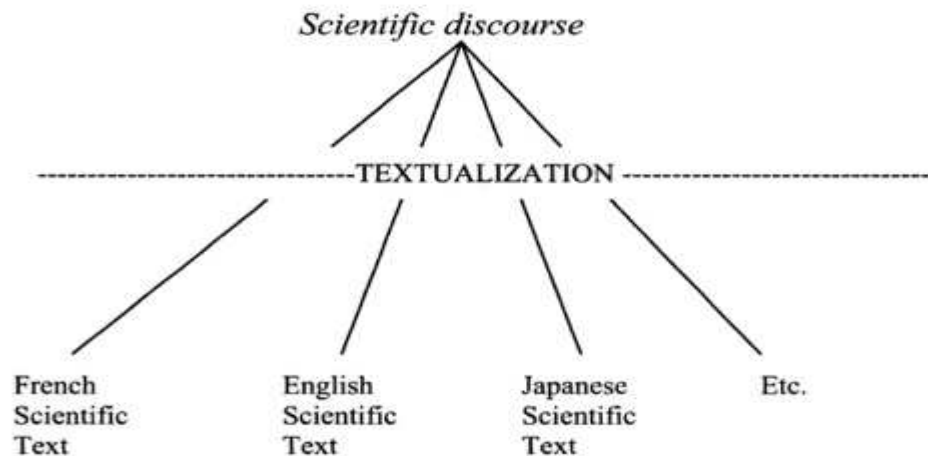 Scientific discourse
TEXTUALIZATION
French
Scientific
Text
English
Scientific
Text
Japanese
Scientific
Text
Etc.